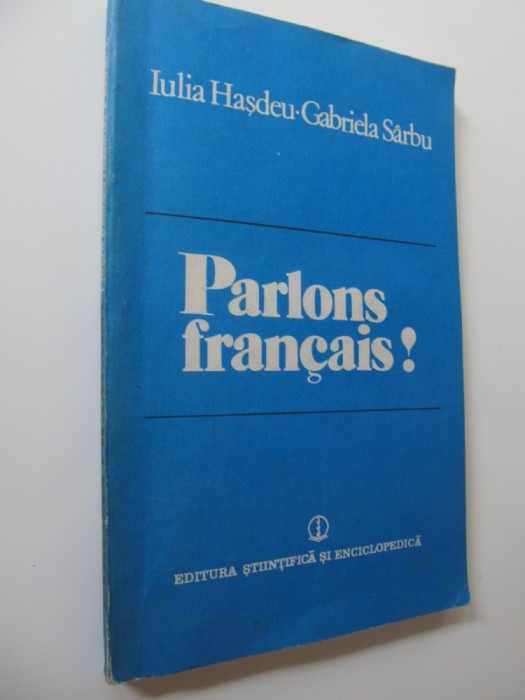 Iulia Hașdeu·Gabriela Sârbu
Parlons
français!
EDITURA ȘTIINȚIFICĂ ȘI ENCICLOPEDICĂ